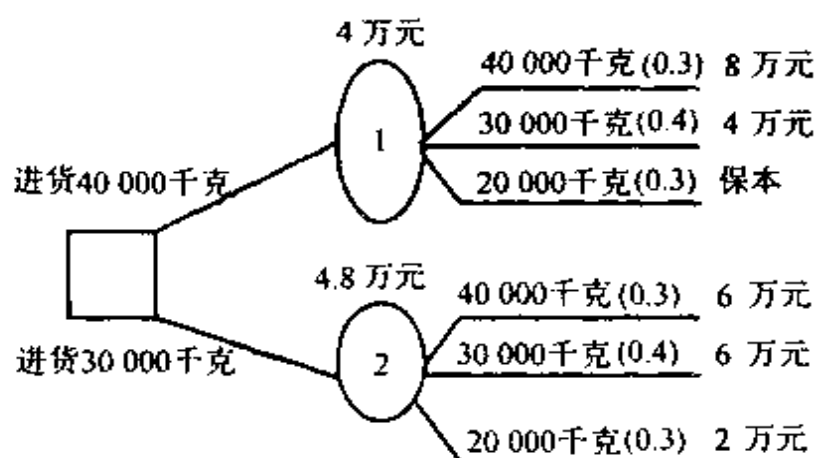 4 万元
40 000千克(0.3) 8 万元
30 000千克(0.4) 4 万元
1
进货40 000千克
20 000千克(0.3) 保本
4.8 万元
40 000千克(0.3) 6 万元
进货30 000千克
2
30 000千克(0.4) 6 万元
20 000千克(0.3) 2 万元